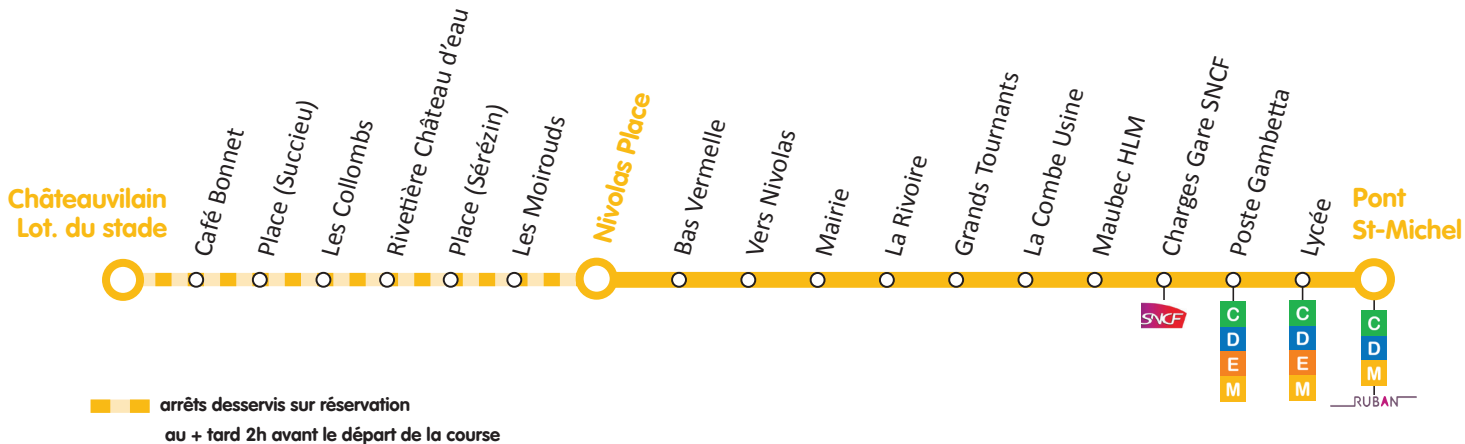 Châteauvilain
Lot. du stade
Café Bonnet
Place (Succieu)
Les Collombs
Rivetière Château d'eau
Place (Sérézin)
Les Moirouds
Nivolas Place
Bas Vermelle
Vers Nivolas
Mairie
La Rivoire
Grands Tournants
La Combe Usine
Maubec HLM
Charges Gare SNCF
Poste Gambetta
Lycée
Pont
St-Michel
SNCF
C
D
E
M
C
D
E
M
C
D
M
RUBAN
arrêts desservis sur réservation
au + tard 2h avant le départ de la course